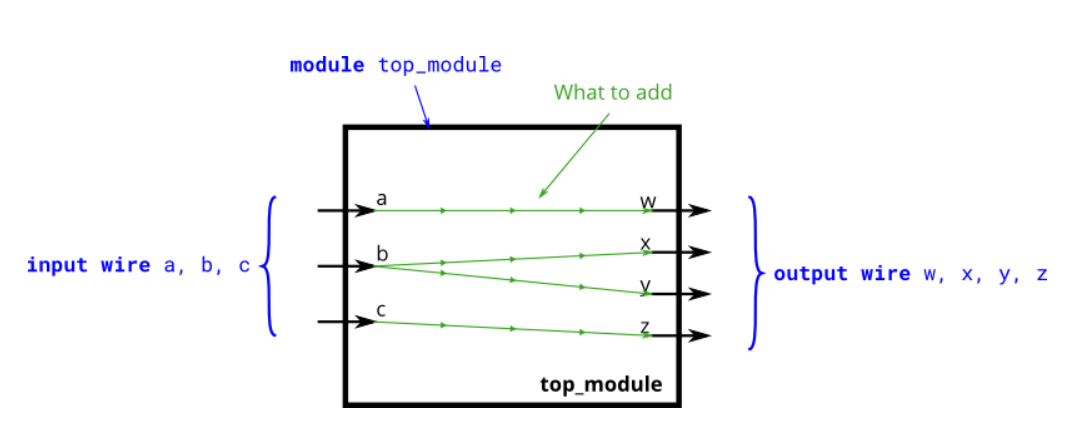 module top_module
What to add
a
w
b
x
y
c
z
input wire a, b, c
output wire w, x, y, z
top_module